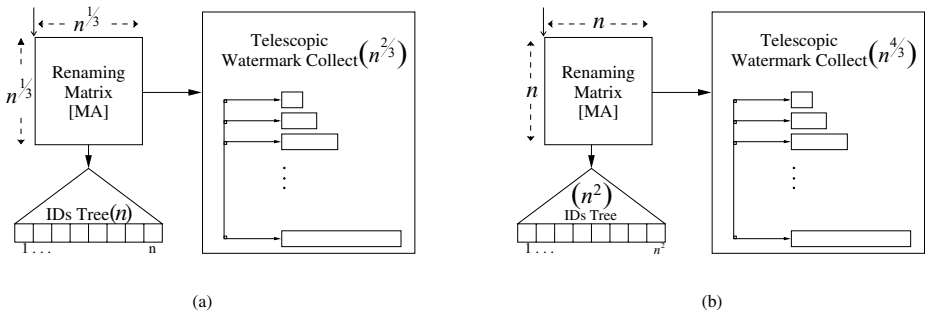 n^{1/3}
n^{1/3}
Renaming
Matrix
[MA]
Telescopic
Watermark Collect(n^{2/3})
IDs Tree(n)
1 . . . n
(a)
n
n
Renaming
Matrix
[MA]
Telescopic
Watermark Collect(n^{4/3})
(n^2)
IDs Tree
1 . . . n^2
(b)